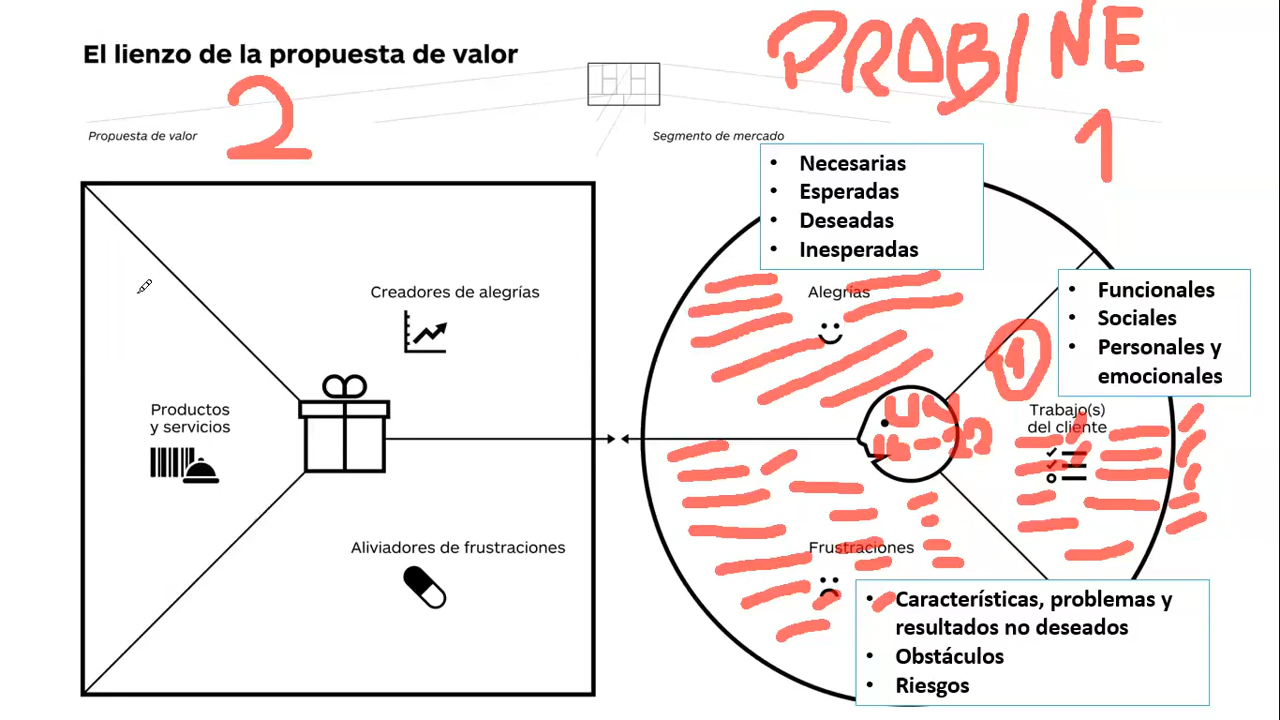 El lienzo de la propuesta de valor
PROBINE
2
1
Propuesta de valor
Segmento de mercado
• Necesarias
• Esperadas
• Deseadas
• Inesperadas
Creadores de alegrías
Alegrías
• Funcionales
• Sociales
• Personales y
emocionales
1
Productos
y servicios
Trabajo(s)
del cliente
Aliviadores de frustraciones
Frustraciones
• Características, problemas y
resultados no deseados
• Obstáculos
• Riesgos